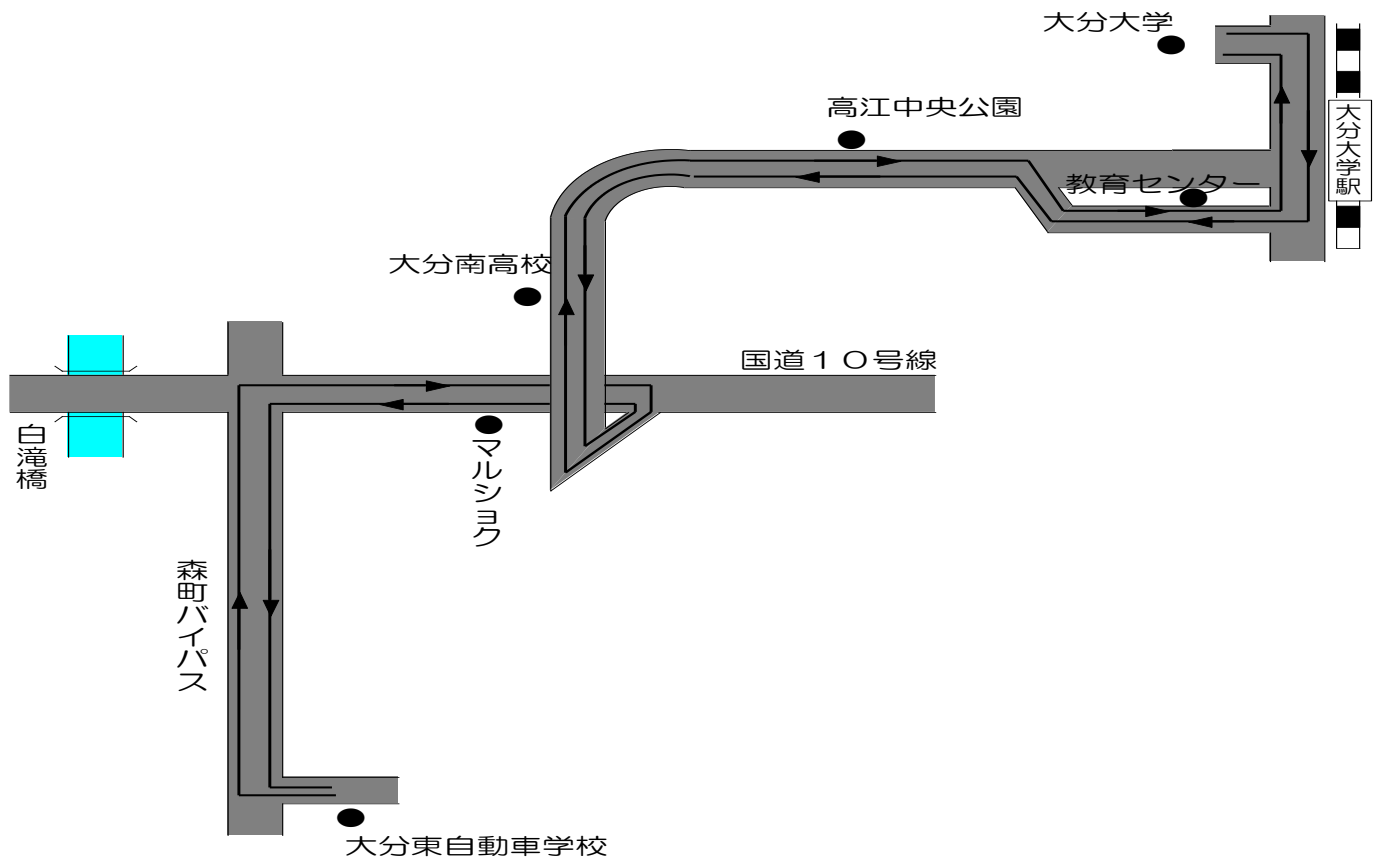 大分大学
高江中央公園
大分大学駅
教育センター
大分南高校
国道１０号線
白滝橋
マルショク
森町バイパス
大分東自動車学校